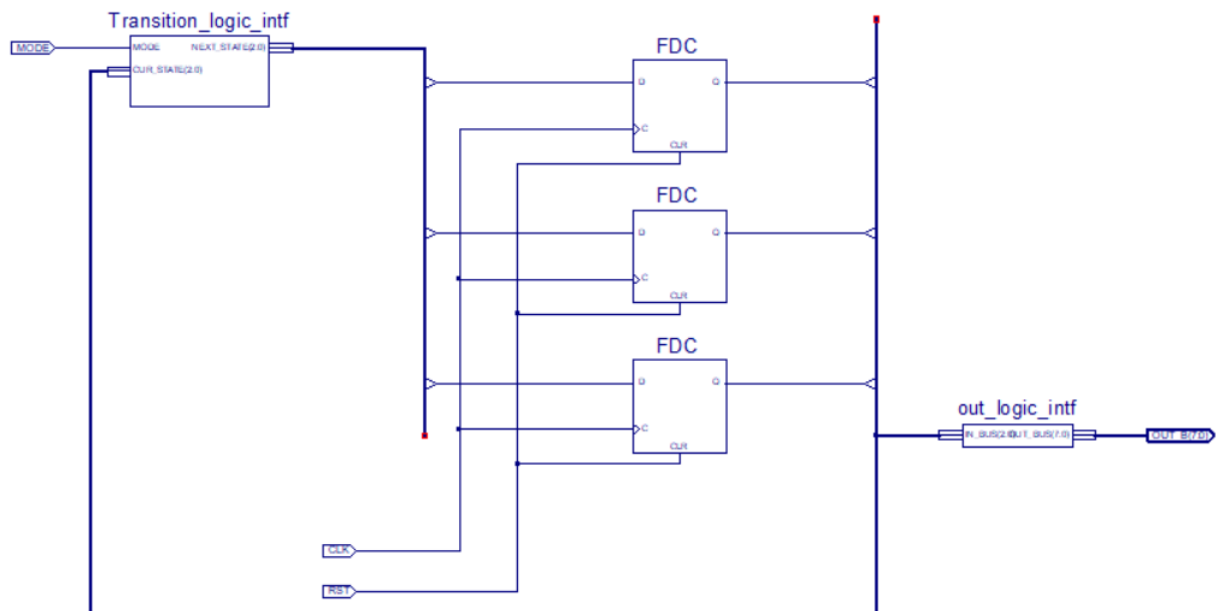 Transition_logic_intf
MODE
MODE
NEXT_STATE(2:0)
CUR_STATE(2:0)
FDC
D
Q
C
CLR
FDC
D
Q
C
CLR
FDC
D
Q
C
CLR
out_logic_intf
IN_BUS(2:0)
OUT_BUS(7:0)
OUT_B(7:0)
CLK
RST